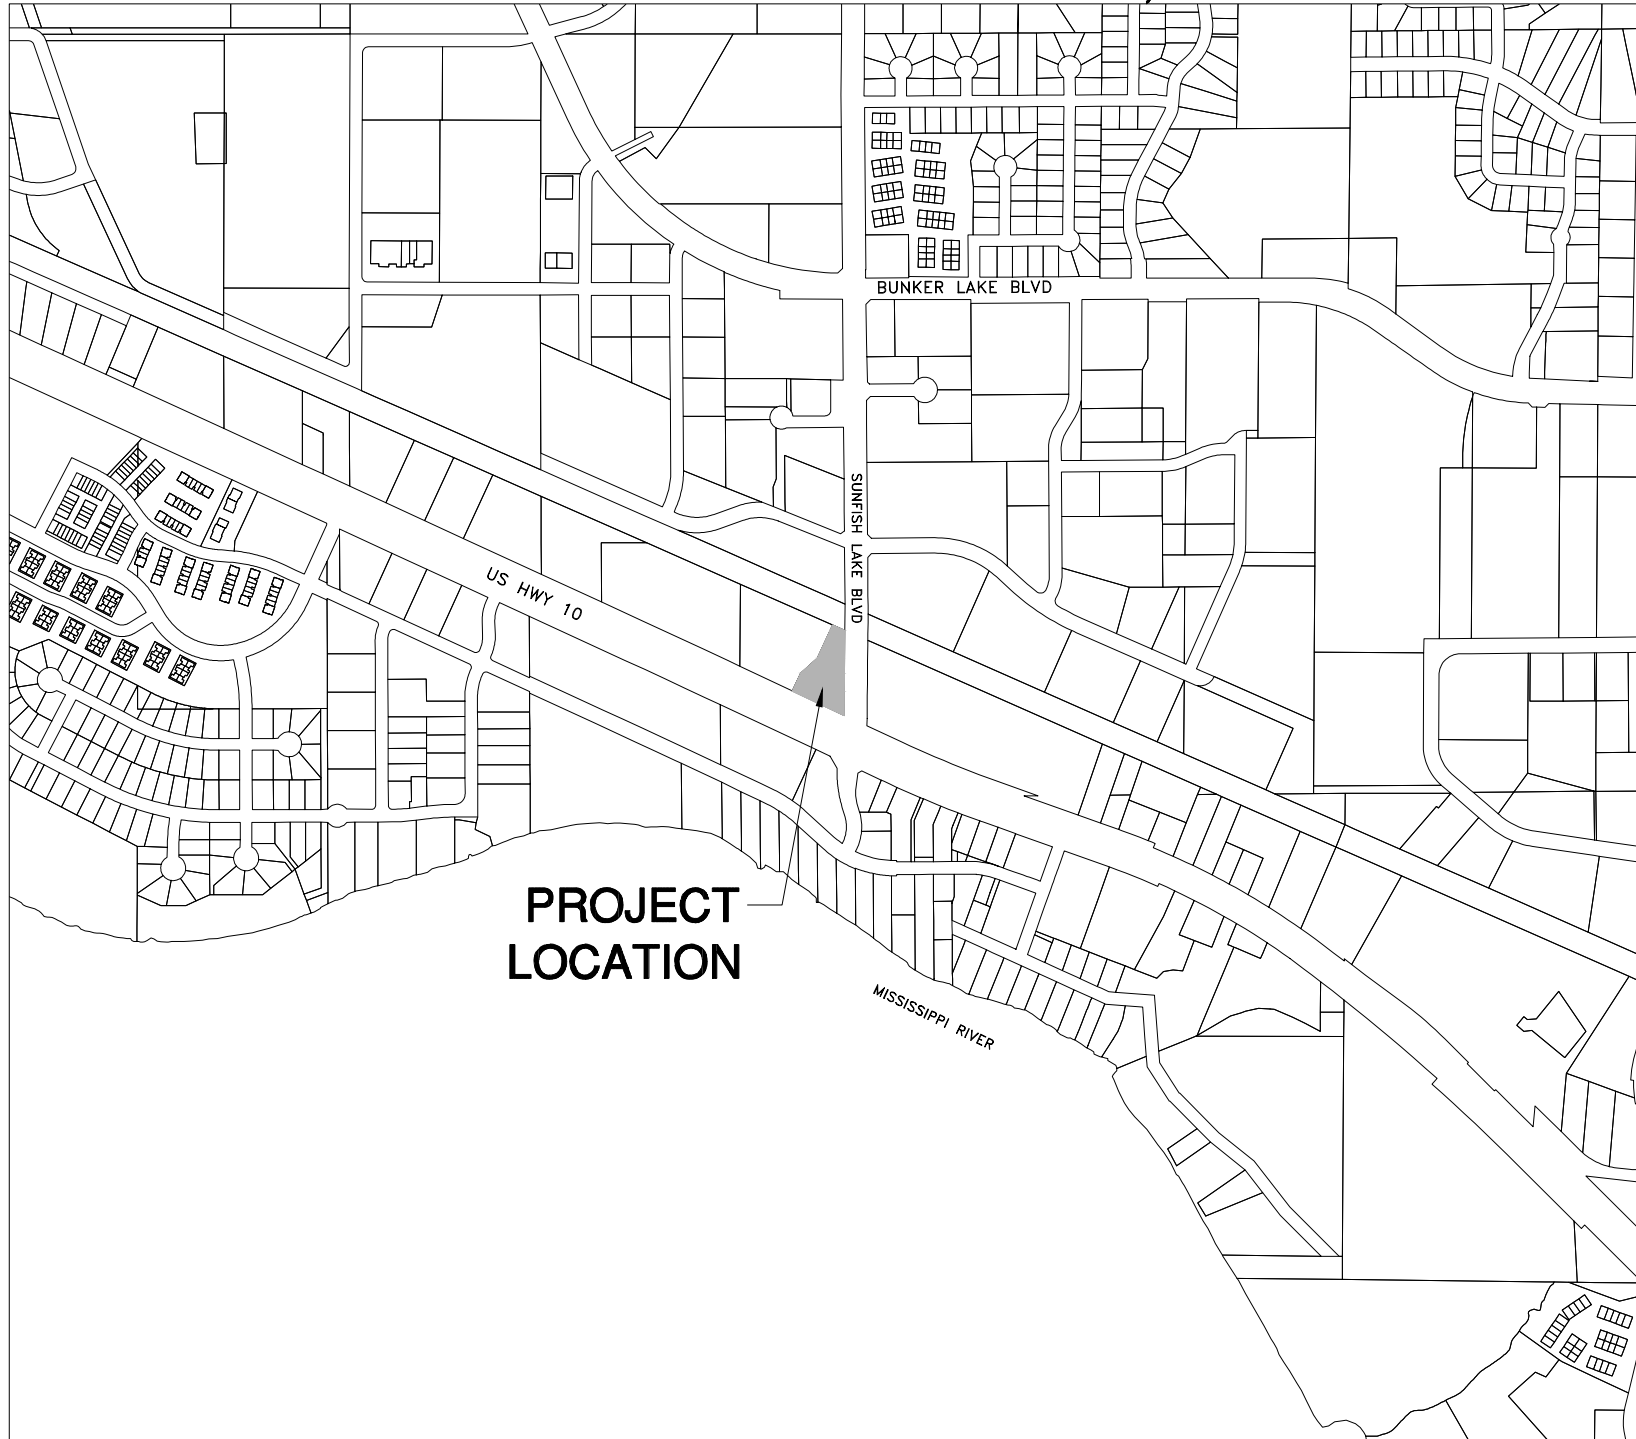 BUNKER LAKE BLVD
SUNFISH LAKE BLVD
US HWY 10
PROJECT
LOCATION
MISSISSIPPI RIVER